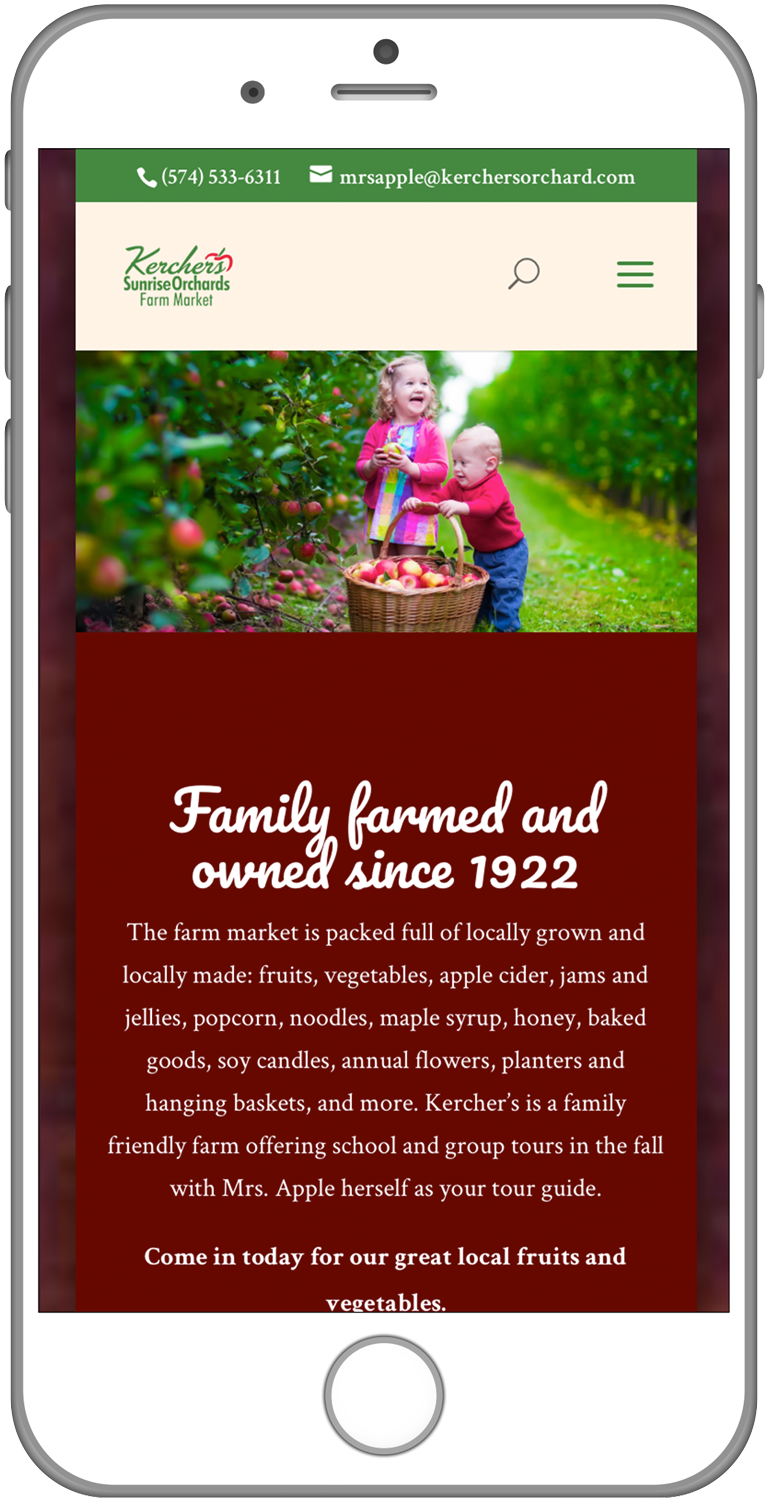 (574) 533-6311 mrsapple@kerchersorchard.com
Kercher's
SunriseOrchards
Farm Market
Family farmed and
owned since 1922
The farm market is packed full of locally grown and
locally made: fruits, vegetables, apple cider, jams and
jellies, popcorn, noodles, maple syrup, honey, baked
goods, soy candles, annual flowers, planters and
hanging baskets, and more. Kercher’s is a family
friendly farm offering school and group tours in the fall
with Mrs. Apple herself as your tour guide.
Come in today for our great local fruits and
vegetables.